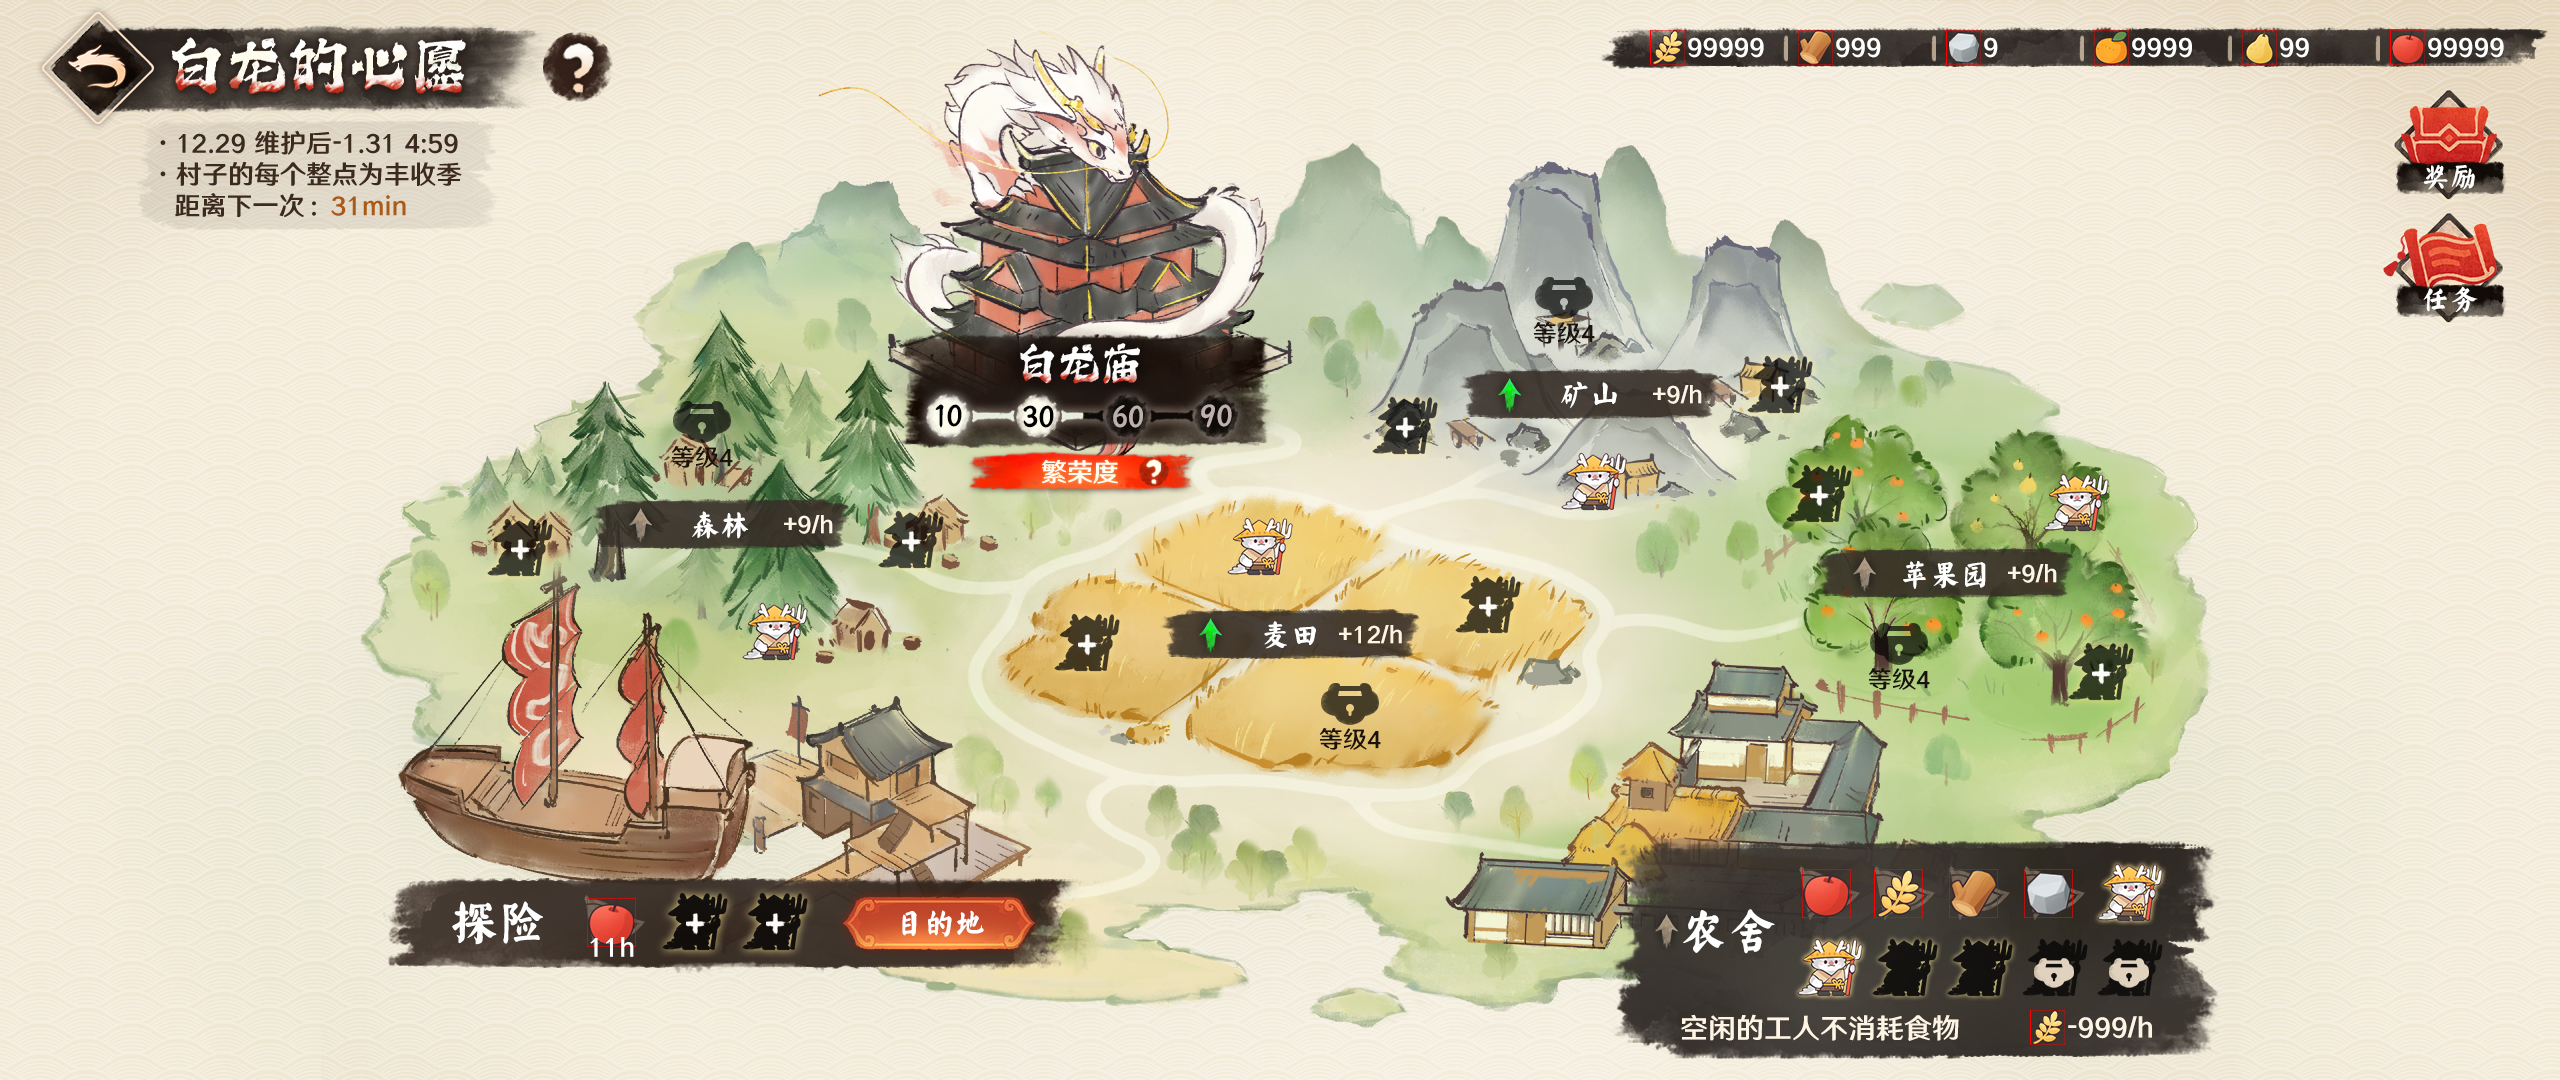 白龙的心愿
?
· 12.29 维护后-1.31 4:59
· 村子的每个整点为丰收季
距离下一次：31min
99999
999
9
9999
99
99999
奖励
任务
白龙庙
10
30
60
90
繁荣度 ?
等级4
矿山 +9/h
等级4
森林 +9/h
苹果园 +9/h
等级4
麦田 +12/h
等级4
探险
11h
目的地
农舍
空闲的工人不消耗食物
-999/h